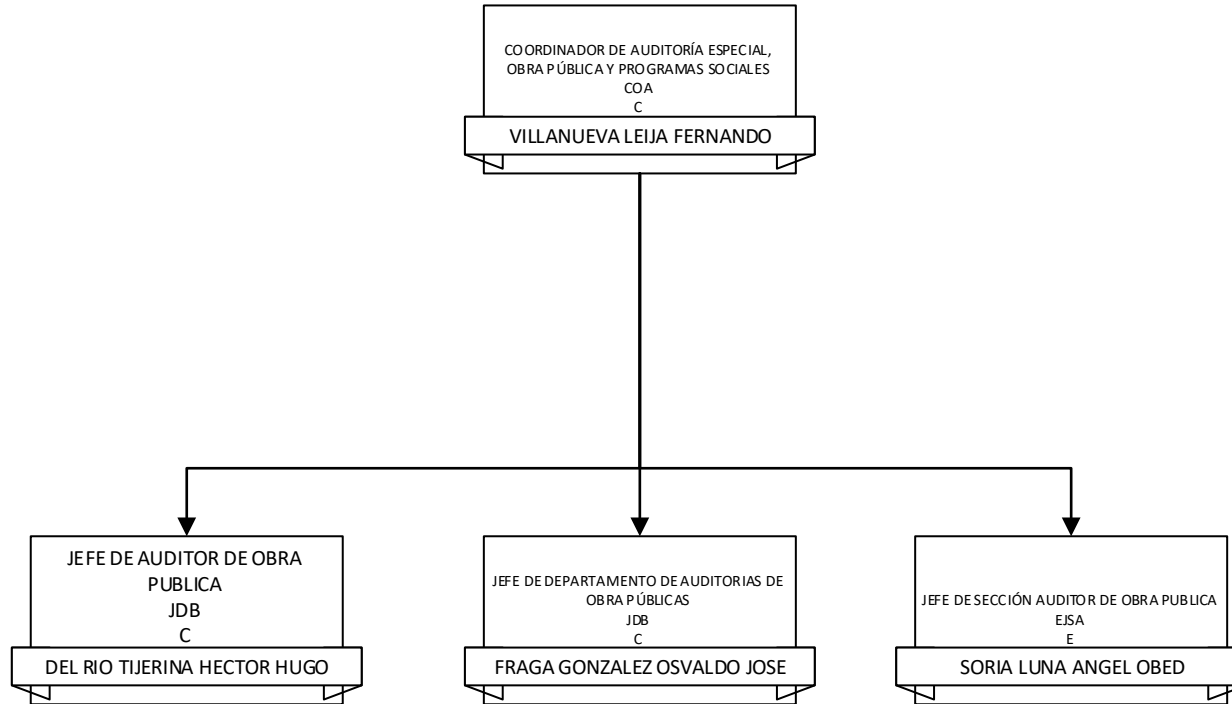 COORDINADOR DE AUDITORÍA ESPECIAL,
OBRA PÚBLICA Y PROGRAMAS SOCIALES
COA
C
VILLANUEVA LEIJA FERNANDO
JEFE DE AUDITOR DE OBRA
PUBLICA
JDB
C
DEL RIO TIJERINA HECTOR HUGO
JEFE DE DEPARTAMENTO DE AUDITORIAS DE
OBRA PÚBLICAS
JDB
C
FRAGA GONZALEZ OSVALDO JOSE
JEFE DE SECCIÓN AUDITOR DE OBRA PUBLICA
EJSA
E
SORIA LUNA ANGEL OBED